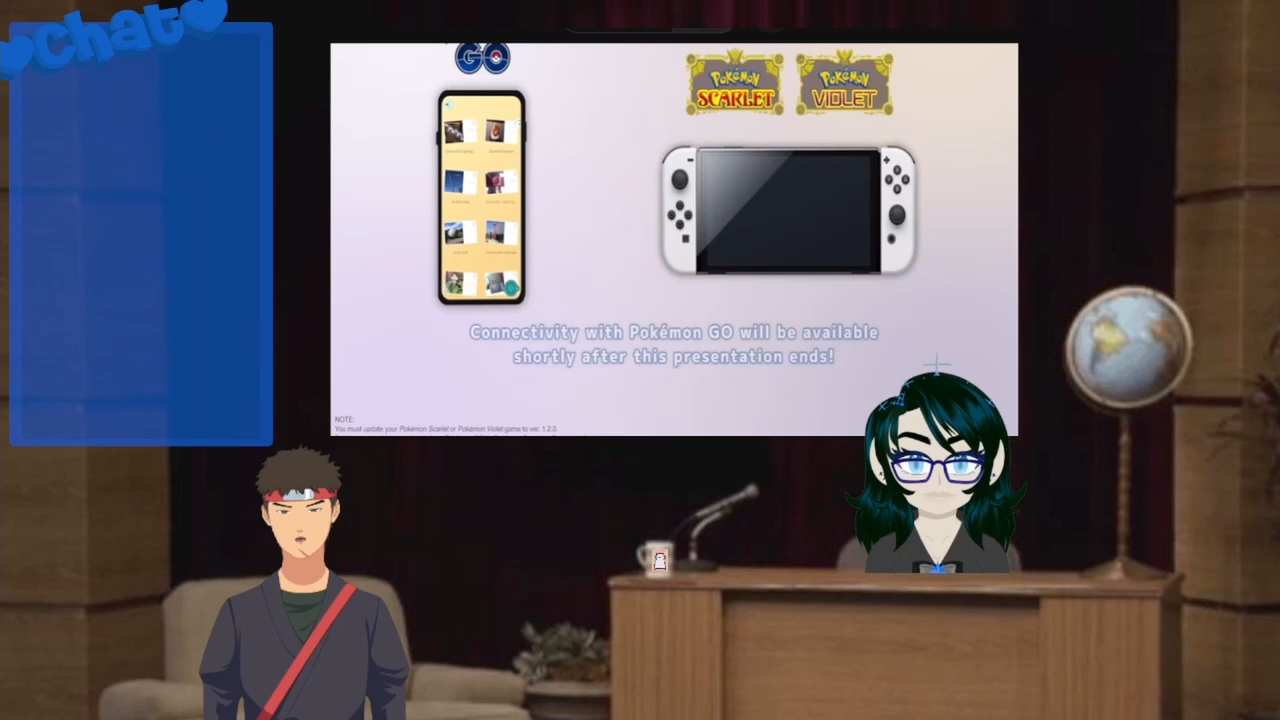 Chat
GO
Pokémon
SCARLET
Pokémon
VIOLET
Connectivity with Pokémon GO will be available
shortly after this presentation ends!
NOTE:
You must update your Pokémon Scarlet or Pokémon Violet game to ver. 1.2.0.